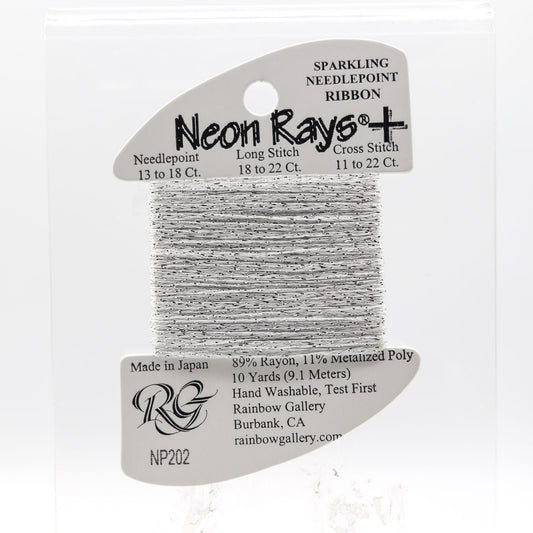 SPARKLING
NEEDLEPOINT
RIBBON
Neon Rays®+
Needlepoint
13 to 18 Ct.
Long Stitch
18 to 22 Ct.
Cross Stitch
11 to 22 Ct.
Made in Japan
RG
NP202
89% Rayon, 11% Metalized Poly
10 Yards (9.1 Meters)
Hand Washable, Test First
Rainbow Gallery
Burbank, CA
rainbowgallery.com